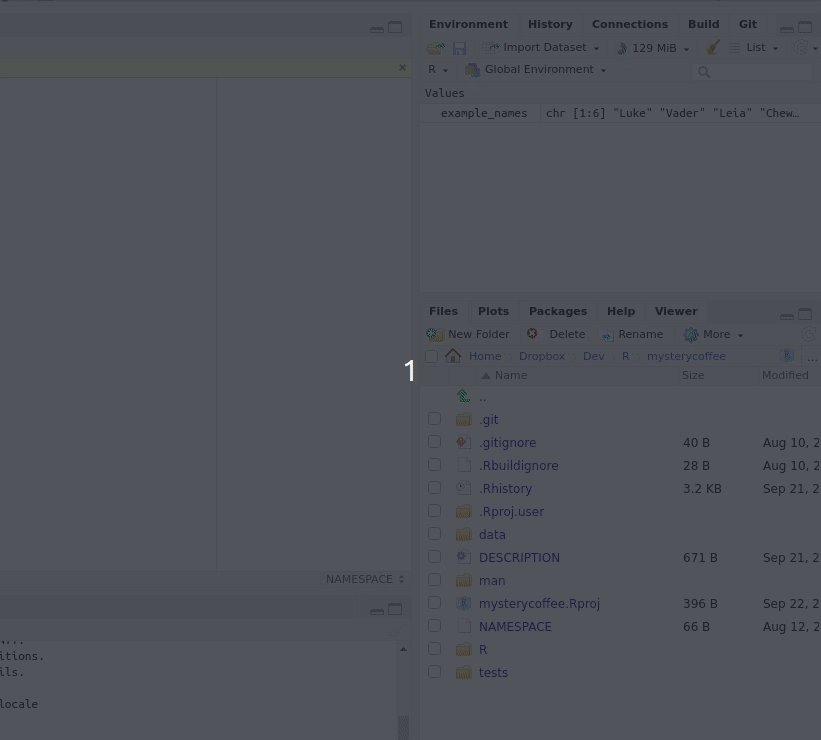 Environment History Connections Build Git
Import Dataset 129 MiB List
R Global Environment
Values
example_names chr [1:6] "Luke" "Vader" "Leia" "Chew…
Files Plots Packages Help Viewer
New Folder Delete Rename More
Home Dropbox Dev R mysterycoffee R ...
1
Name Size Modified
..
.git
.gitignore 40 B Aug 10, 2
.Rbuildignore 28 B Aug 10, 2
.Rhistory 3.2 KB Sep 21, 2
.Rproj.user
data
DESCRIPTION 671 B Sep 21, 2
man
mysterycoffee.Rproj 396 B Sep 22, 2
NAMESPACE 66 B Aug 12, 2
R
tests
NAMESPACE
itions.
ils.
locale